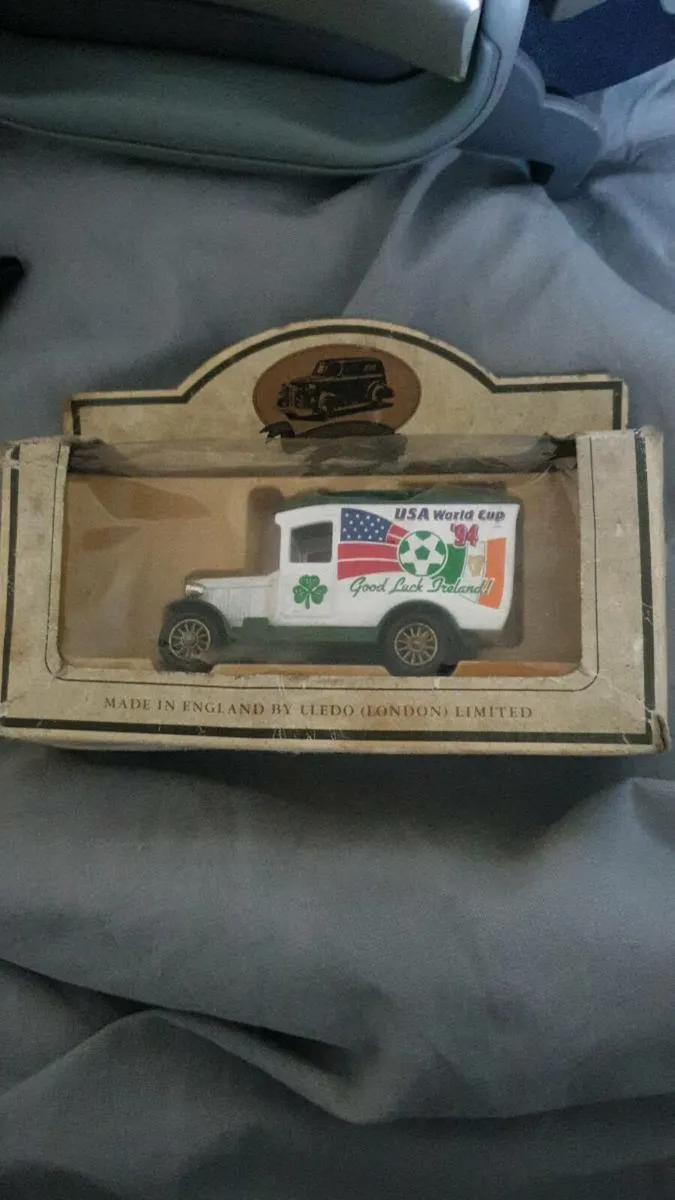 USA World Cup
'94
Good Luck Ireland!
MADE IN ENGLAND BY LLEDO (LONDON) LIMITED